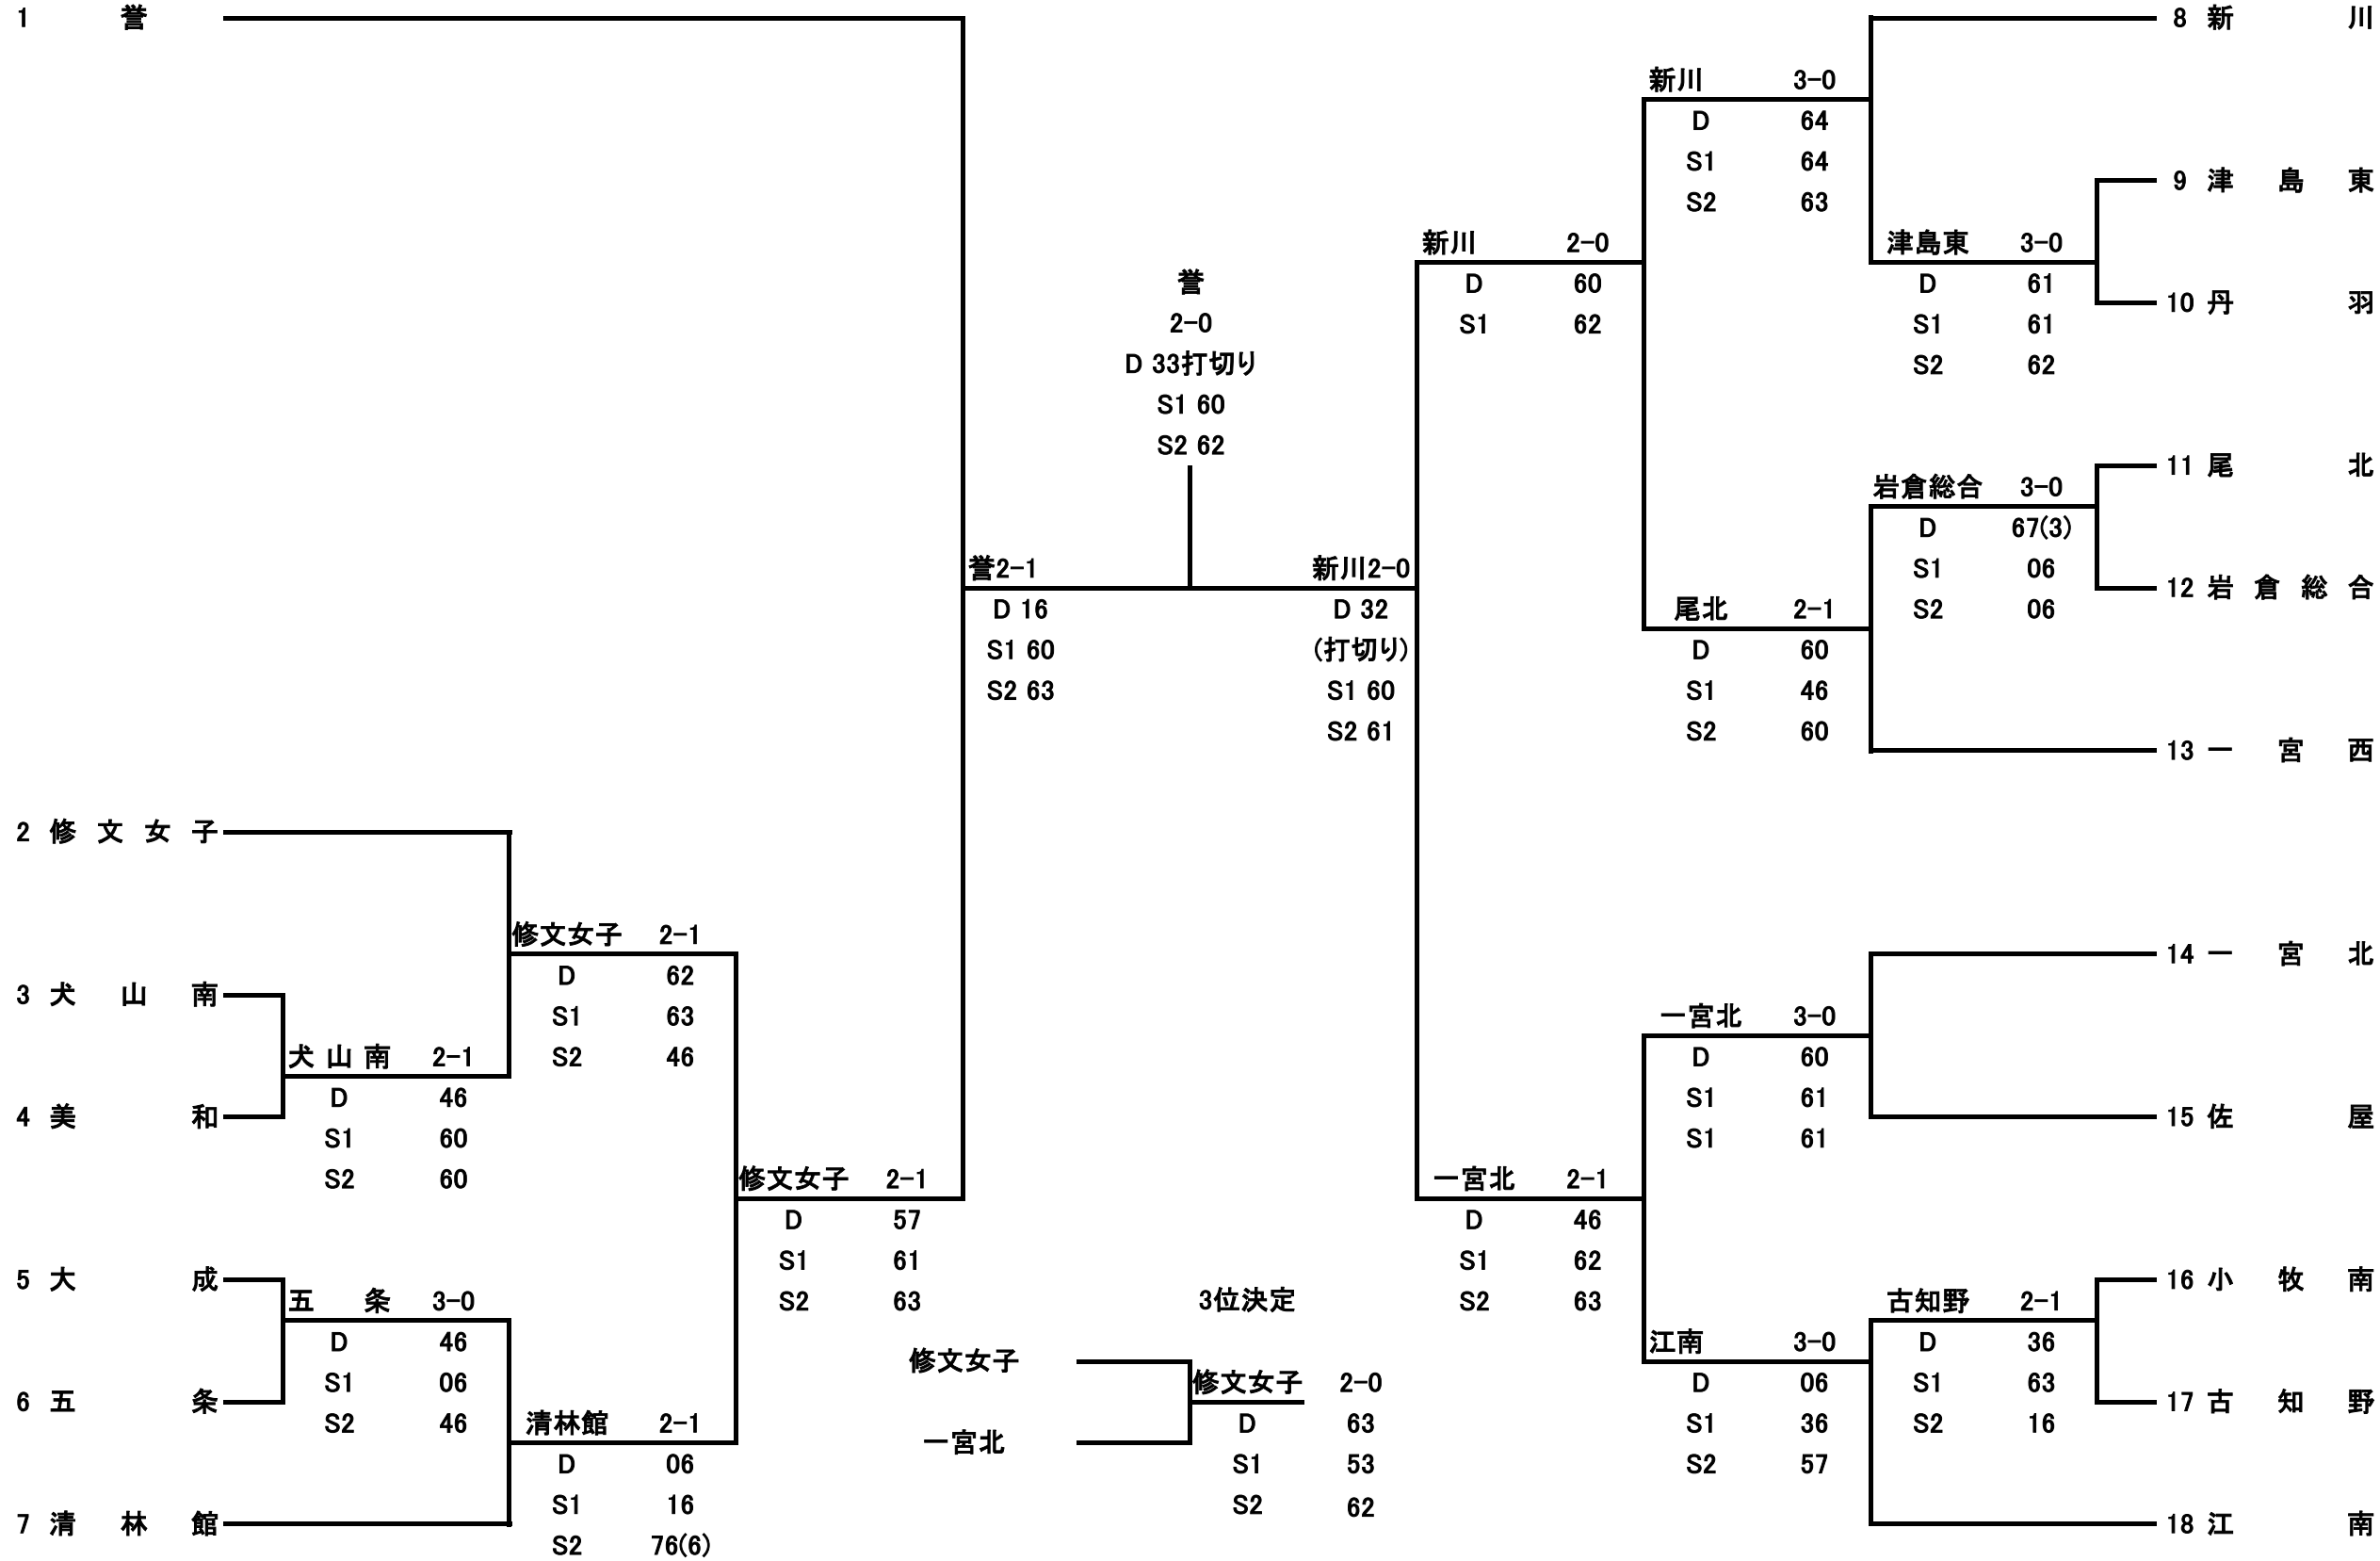 1 誉
2 修文女子
3 犬山南
4 美和
5 大成
6 五条
7 清林館
犬山南 2-1
D 46
S1 60
S2 60
五条 3-0
D 46
S1 06
S2 46
修文女子 2-1
D 62
S1 63
S2 46
清林館 2-1
D 06
S1 16
S2 76(6)
修文女子 2-1
D 57
S1 61
S2 63
誉2-1
D 16
S1 60
S2 63
誉
2-0
D 33打切り
S1 60
S2 62
新川2-0
D 32
(打切り)
S1 60
S2 61
3位決定
修文女子
一宮北
修文女子 2-0
D 63
S1 53
S2 62
新川 2-0
D 60
S1 62
一宮北 2-1
D 46
S1 62
S2 63
新川 3-0
D 64
S1 64
S2 63
尾北 2-1
D 60
S1 46
S2 60
一宮北 3-0
D 60
S1 61
S1 61
江南 3-0
D 06
S1 36
S2 57
津島東 3-0
D 61
S1 61
S2 62
岩倉総合 3-0
D 67(3)
S1 06
S2 06
古知野 2-1
D 36
S1 63
S2 16
8 新川
9 津島東
10 丹羽
11 尾北
12 岩倉総合
13 一宮西
14 一宮北
15 佐屋
16 小牧南
17 古知野
18 江南